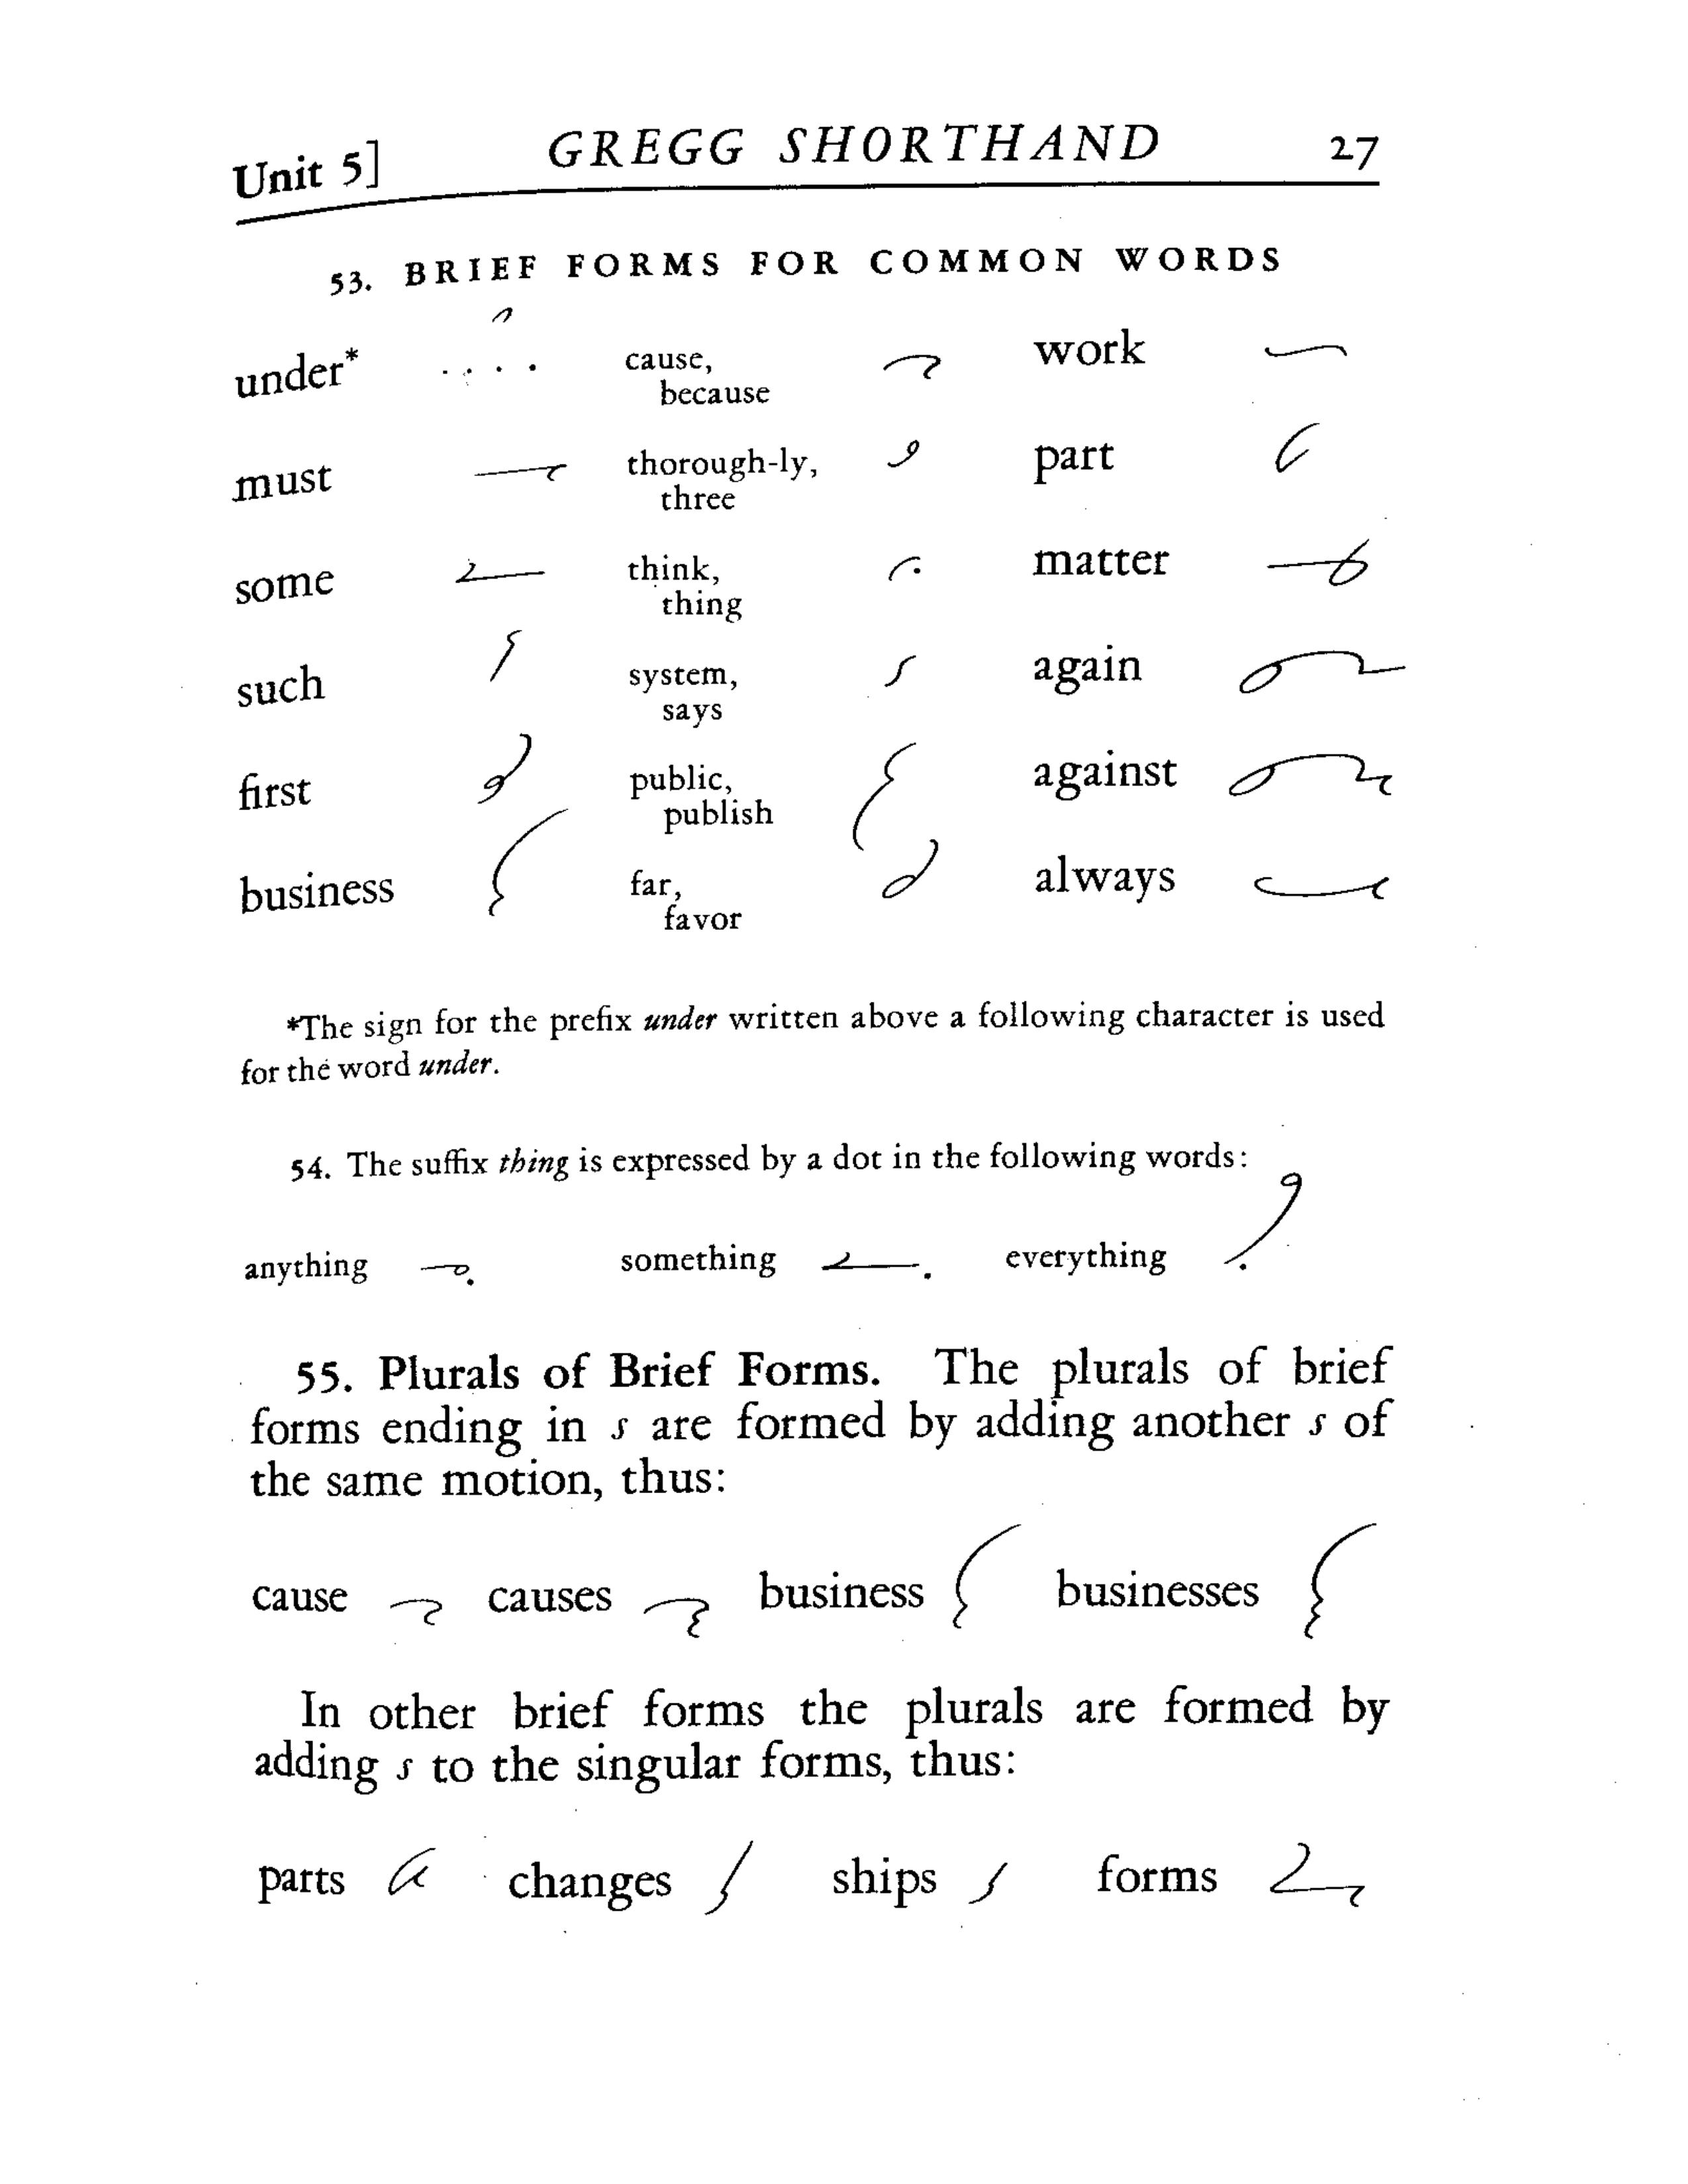 Unit 5] GREGG SHORTHAND 27
53. BRIEF FORMS FOR COMMON WORDS
under* cause, work
because
must thorough-ly, part
three
some think, matter
thing
such system, again
says
first public, against
publish
business far, always
favor
*The sign for the prefix under written above a following character is used
for the word under.
54. The suffix thing is expressed by a dot in the following words:
anything something everything
55. Plurals of Brief Forms. The plurals of brief
forms ending in s are formed by adding another s of
the same motion, thus:
cause causes business businesses
In other brief forms the plurals are formed by
adding s to the singular forms, thus:
parts changes ships forms